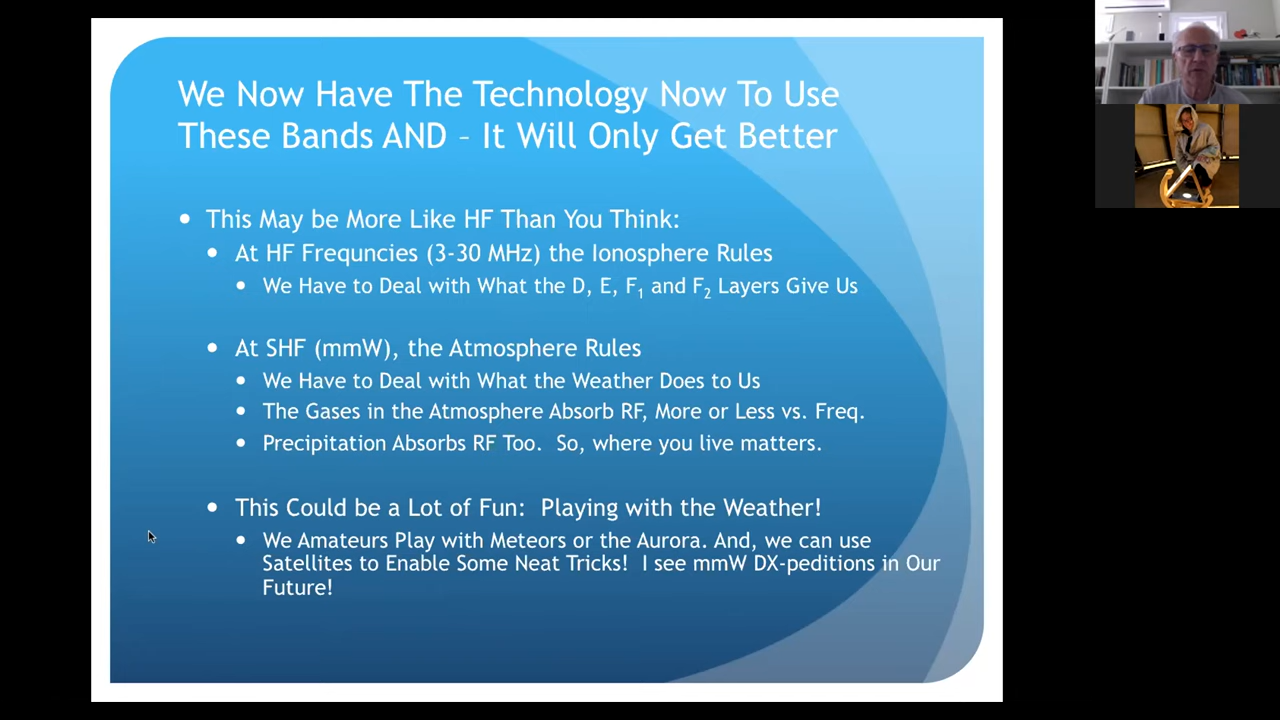 We Now Have The Technology Now To Use
These Bands AND – It Will Only Get Better
• This May be More Like HF Than You Think:
• At HF Frequncies (3-30 MHz) the Ionosphere Rules
• We Have to Deal with What the D, E, F₁ and F₂ Layers Give Us
• At SHF (mmW), the Atmosphere Rules
• We Have to Deal with What the Weather Does to Us
• The Gases in the Atmosphere Absorb RF, More or Less vs. Freq.
• Precipitation Absorbs RF Too.  So, where you live matters.
• This Could be a Lot of Fun:  Playing with the Weather!
• We Amateurs Play with Meteors or the Aurora. And, we can use
Satellites to Enable Some Neat Tricks!  I see mmW DX-peditions in Our
Future!